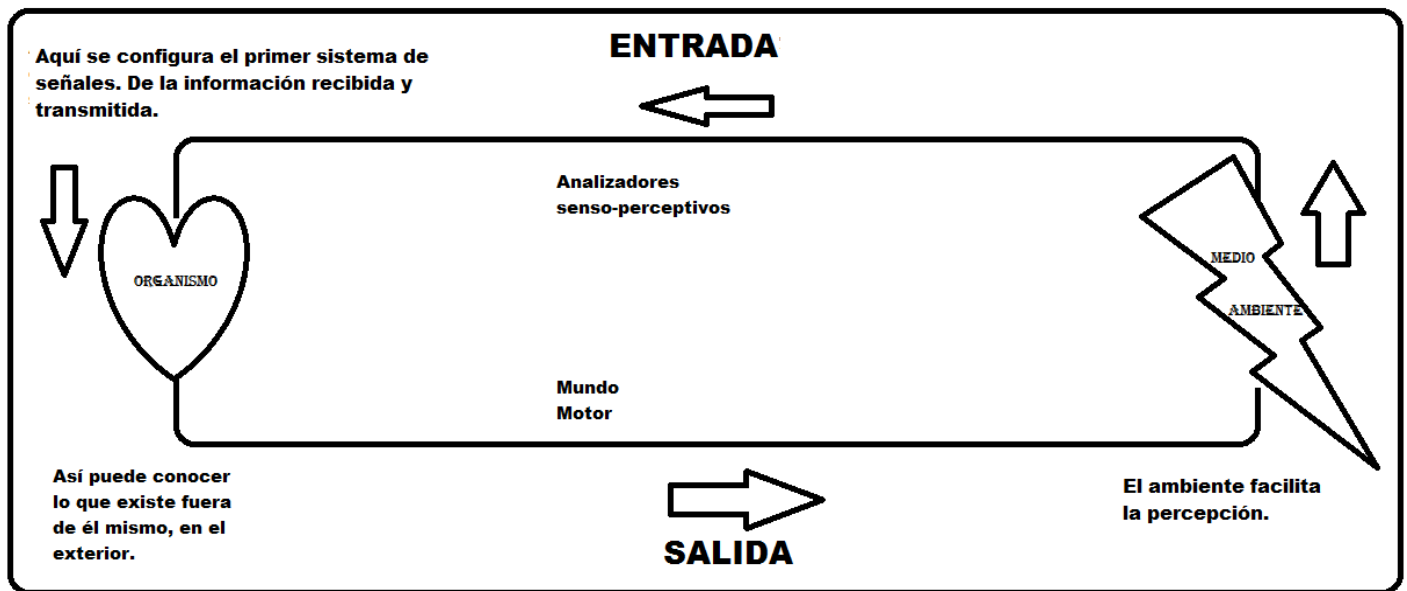 Aquí se configura el primer sistema de
señales. De la información recibida y
transmitida.
ENTRADA
Analizadores
senso-perceptivos
ORGANISMO
MEDIO
AMBIENTE
Mundo
Motor
Así puede conocer
lo que existe fuera
de él mismo, en el
exterior.
SALIDA
El ambiente facilita
la percepción.